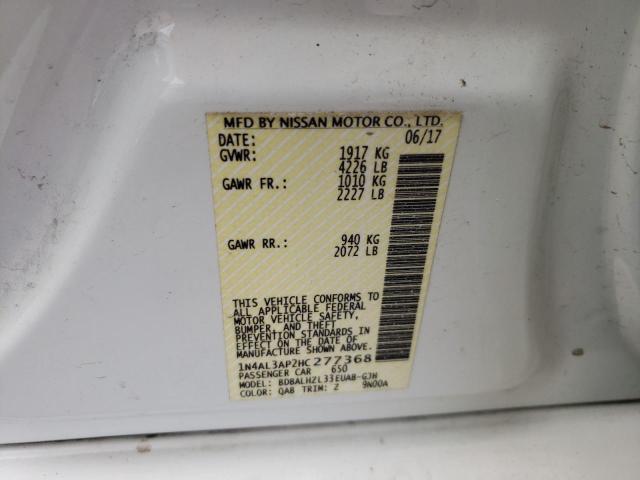 MFD BY NISSAN MOTOR CO., LTD.
DATE: 06/17
GVWR: 1917 KG
4226 LB
GAWR FR.: 1010 KG
2227 LB
GAWR RR.: 940 KG
2072 LB
THIS VEHICLE CONFORMS TO
ALL APPLICABLE FEDERAL
MOTOR VEHICLE SAFETY,
BUMPER, AND THEFT
PREVENTION STANDARDS IN
EFFECT ON THE DATE OF
MANUFACTURE SHOWN ABOVE.
1N4AL3AP2HC277368
PASSENGER CAR 650
MODEL: BDBALHZL33EUAB-GJH
COLOR: QAB TRIM: Z 9N00A